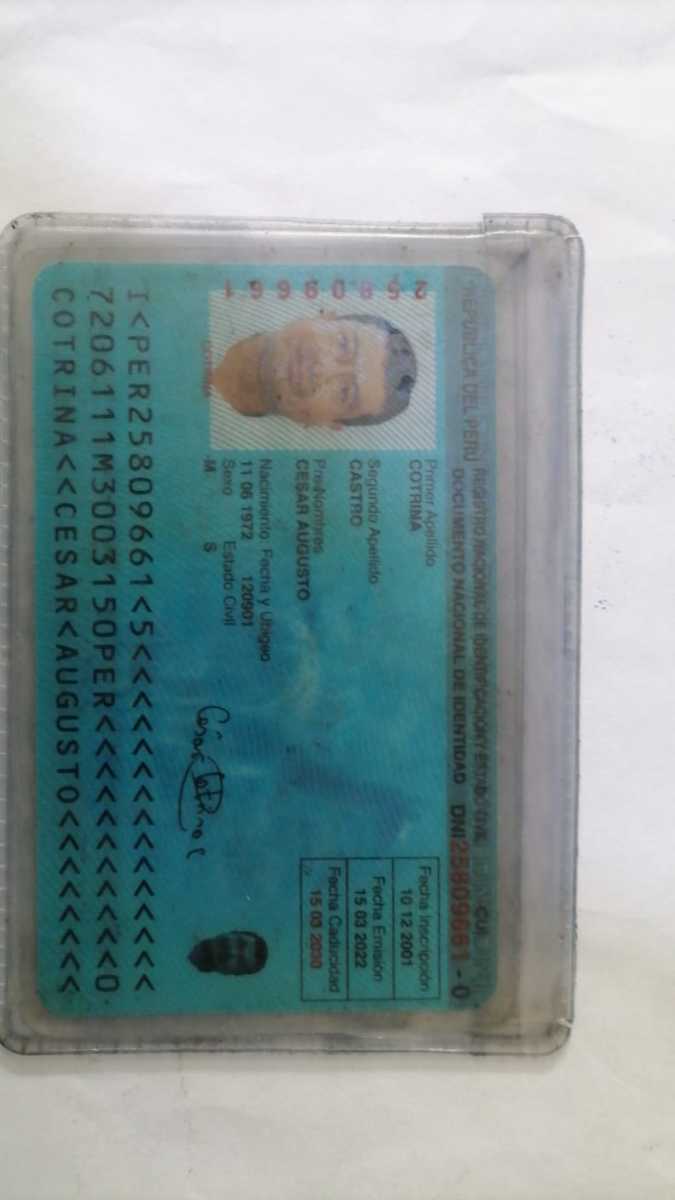 REPUBLICA DEL PERU REGISTRO NACIONAL DE IDENTIFICACION Y ESTADO CIVIL
DOCUMENTO NACIONAL DE IDENTIDAD DNI 25809661 - 0
Primer Apellido
COTRINA
Segundo Apellido
CASTRO
Pre Nombres
CESAR AUGUSTO
Nacimiento: Fecha y Ubigeo
11 06 1972 120901
Sexo Estado Civil
M S
Fecha Inscripción
10 12 2001
Fecha Emisión
15 03 2022
Fecha Caducidad
15 03 2030
25809661
I<PER25809661<5<<<<<<<<<<<<<<<
7206111M3003150PER<<<<<<<<<<<0
COTRINA<<CESAR<AUGUSTO<<<<<<<<